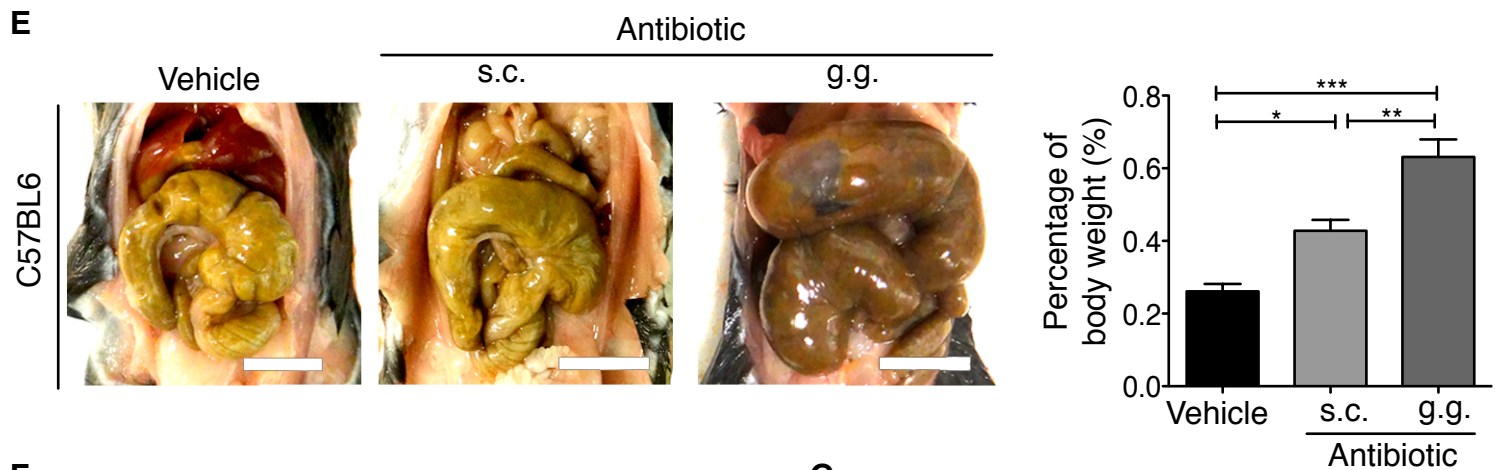 E
Antibiotic
Vehicle
s.c.
g.g.
C57BL6
Percentage of
body weight (%)
0.8
0.6
0.4
0.2
0.0
***
*
**
Vehicle
s.c.
g.g.
Antibiotic